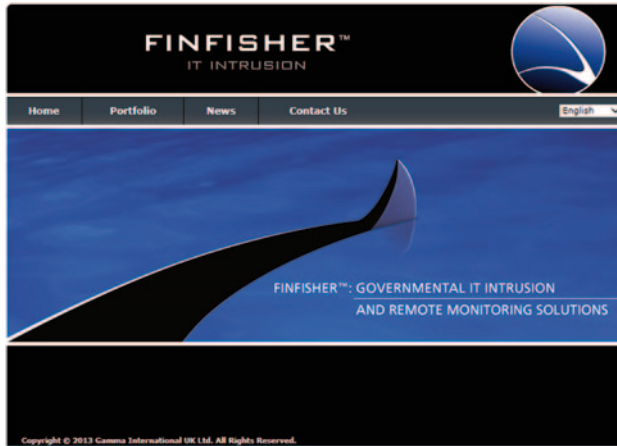 FINFISHER™
IT INTRUSION
Home Portfolio News Contact Us English
FINFISHER™: GOVERNMENTAL IT INTRUSION
AND REMOTE MONITORING SOLUTIONS
Copyright © 2013 Gamma International UK Ltd. All Rights Reserved.